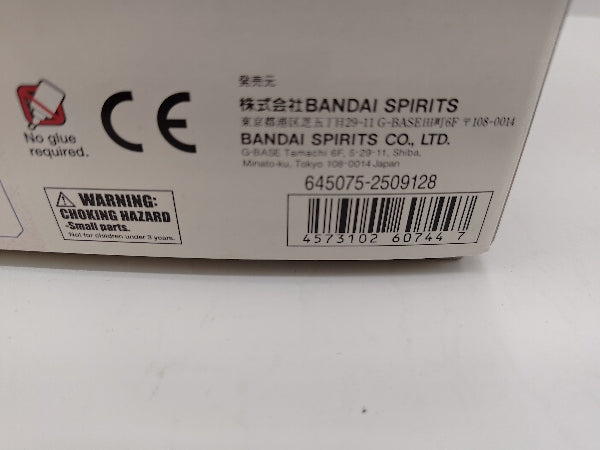 No glue
required.
CE
WARNING:
CHOKING HAZARD
-Small parts.
Not for children under 3 years.
発売元
株式会社BANDAI SPIRITS
東京都港区芝五丁目29-11 G-BASE田町6F 〒108-0014
BANDAI SPIRITS CO., LTD.
G-BASE Tamachi 6F, 5-29-11, Shiba,
Minato-ku, Tokyo 108-0014 Japan
645075-2509128
4573102 607447